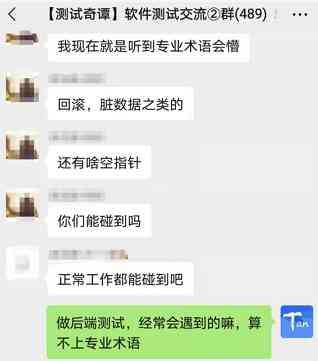 【测试奇谭】软件测试交流②群(489)
我现在就是听到专业术语会懵
回滚，脏数据之类的
还有啥空指针
你们能碰到吗
正常工作都能碰到吧
做后端测试，经常会遇到的嘛，算
不上专业术语
Tan